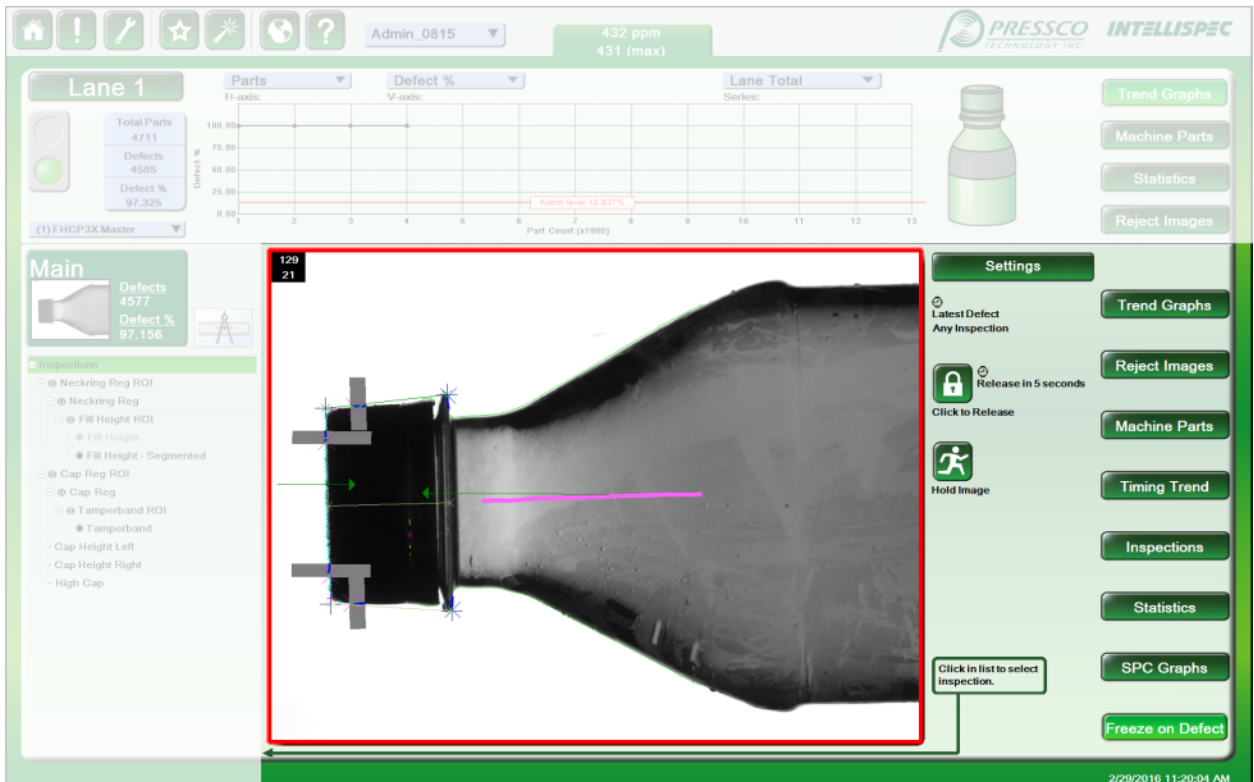 Admin_0815
432 ppm
431 (max)
PRESSCO
TECHNOLOGY INC.
INTELLISPEC
Lane 1
Parts
H-axis:
Defect %
V-axis:
Lane Total
Series:
Total Parts
4711
Defects
4585
Defect %
97.325
(1) FHCP3X Master
Defect %
100.00
75.00
50.00
25.00
0.00
Alarm level 12.837%
1 2 3 4 5 6 7 8 9 10 11 12 13
Part Count (x1000)
Trend Graphs
Machine Parts
Statistics
Reject Images
Main
Defects
4577
Defect %
97.156
Inspections
Neckring Reg ROI
Neckring Reg
Fill Height ROI
Fill Height
Fill Height - Segmented
Cap Reg ROI
Cap Reg
Tamperband ROI
Tamperband
- Cap Height Left
- Cap Height Right
- High Cap
129
21
Settings
Latest Defect
Any Inspection
Release in 5 seconds
Click to Release
Hold Image
Click in list to select
inspection.
Trend Graphs
Reject Images
Machine Parts
Timing Trend
Inspections
Statistics
SPC Graphs
Freeze on Defect
2/29/2016 11:20:04 AM